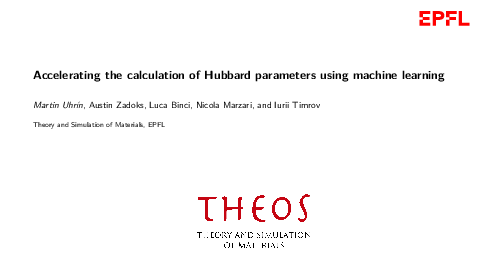 EPFL
Accelerating the calculation of Hubbard parameters using machine learning
Martin Uhrin, Austin Zadoks, Luca Binci, Nicola Marzari, and Iurii Timrov
Theory and Simulation of Materials, EPFL
THEOS
THEORY AND SIMULATION
OF MATERIALS